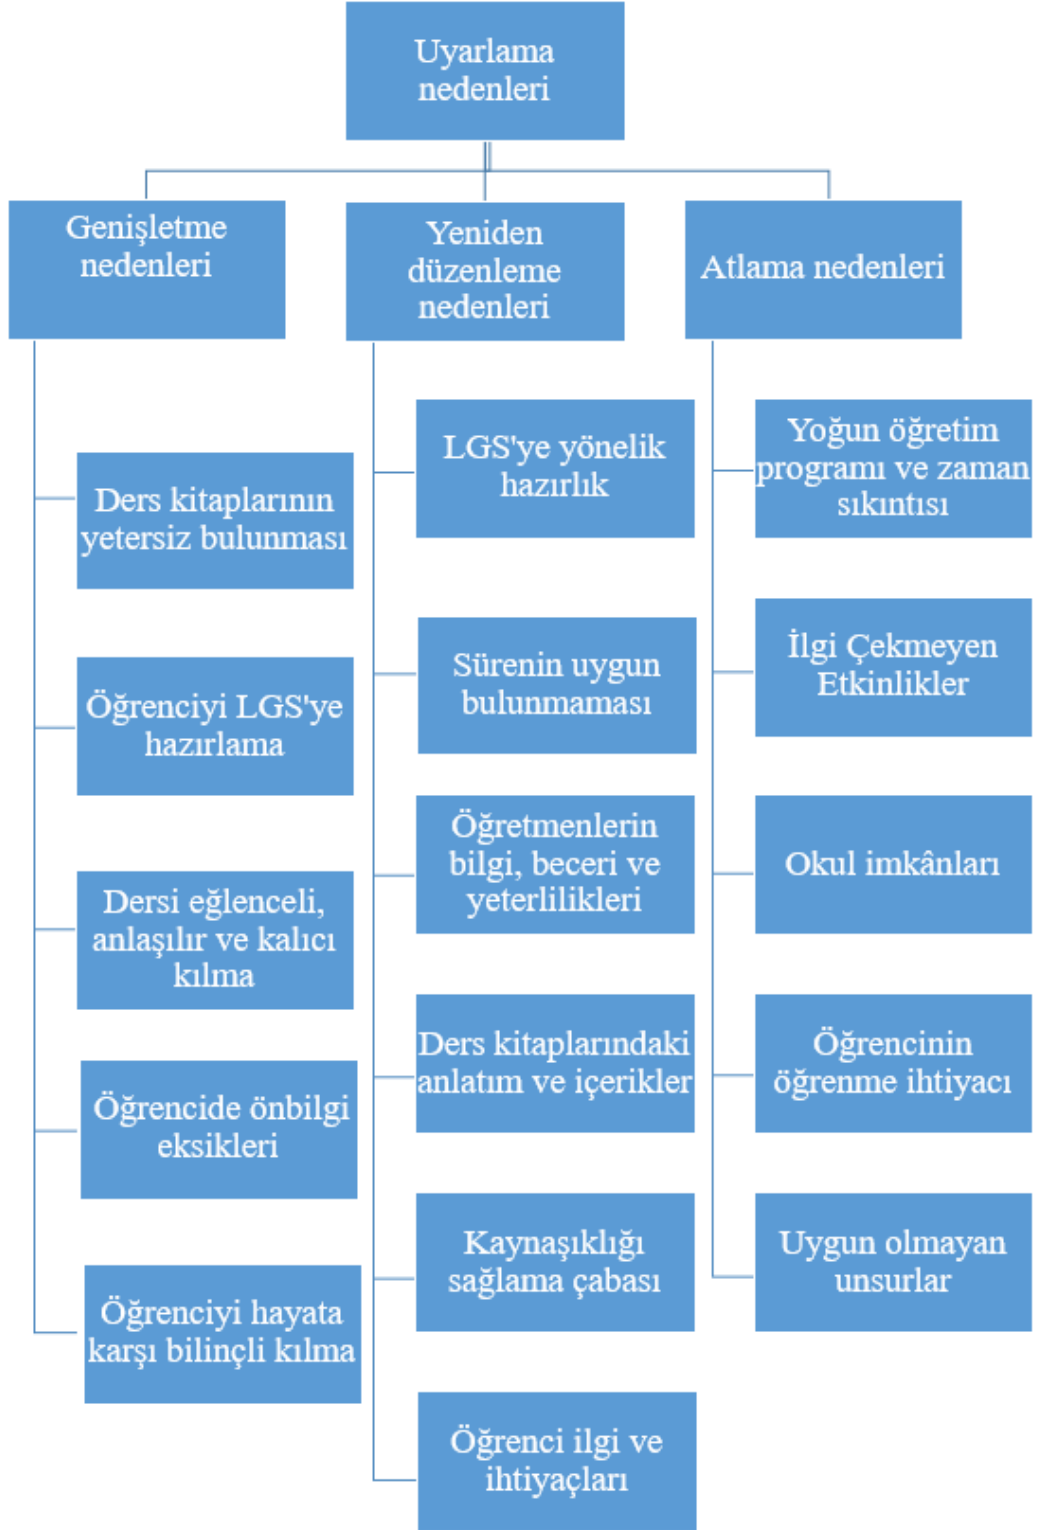 Uyarlama
nedenleri
Genişletme
nedenleri
Yeniden
düzenleme
nedenleri
Atlama nedenleri
Ders kitaplarının
yetersiz bulunması
Öğrenciyi LGS'ye
hazırlama
Dersi eğlenceli,
anlaşılır ve kalıcı
kılma
Öğrencide önbilgi
eksikleri
Öğrenciyi hayata
karşı bilinçli kılma
LGS'ye yönelik
hazırlık
Sürenin uygun
bulunmaması
Öğretmenlerin
bilgi, beceri ve
yeterlilikleri
Ders kitaplarındaki
anlatım ve içerikler
Kaynaşıklığı
sağlama çabası
Öğrenci ilgi ve
ihtiyaçları
Yoğun öğretim
programı ve zaman
sıkıntısı
İlgi Çekmeyen
Etkinlikler
Okul imkânları
Öğrencinin
öğrenme ihtiyacı
Uygun olmayan
unsurlar